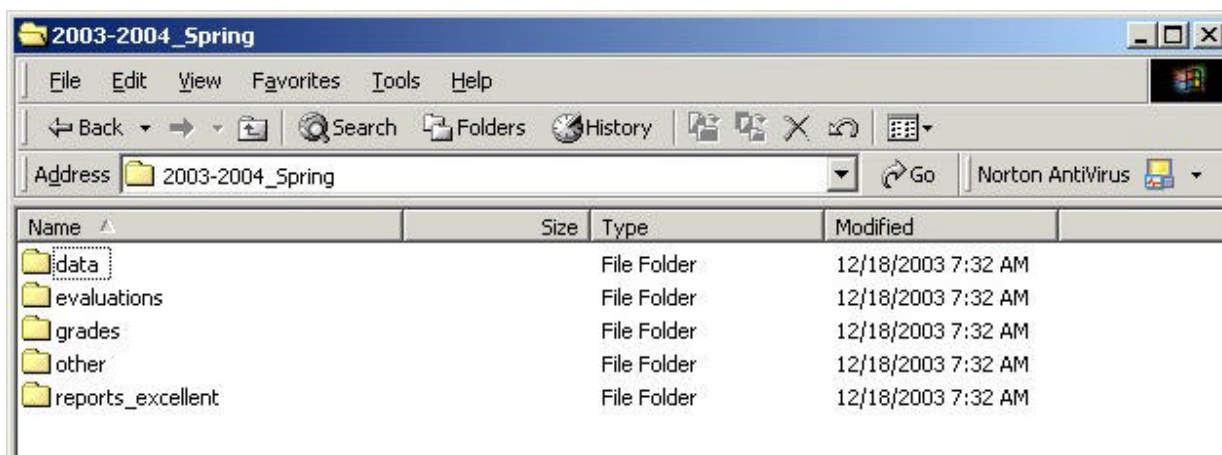 2003-2004_Spring
File Edit View Favorites Tools Help
Back Search Folders History
Address 2003-2004_Spring Go Norton AntiVirus
Name Size Type Modified
data File Folder 12/18/2003 7:32 AM
evaluations File Folder 12/18/2003 7:32 AM
grades File Folder 12/18/2003 7:32 AM
other File Folder 12/18/2003 7:32 AM
reports_excellent File Folder 12/18/2003 7:32 AM